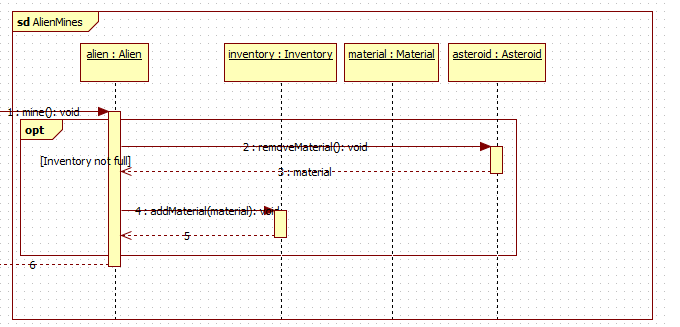 sd AlienMines
alien : Alien
inventory : Inventory
material : Material
asteroid : Asteroid
1 : mine(): void
opt
2 : removeMaterial(): void
[Inventory not full]
3 : material
4 : addMaterial(material): void
5
6